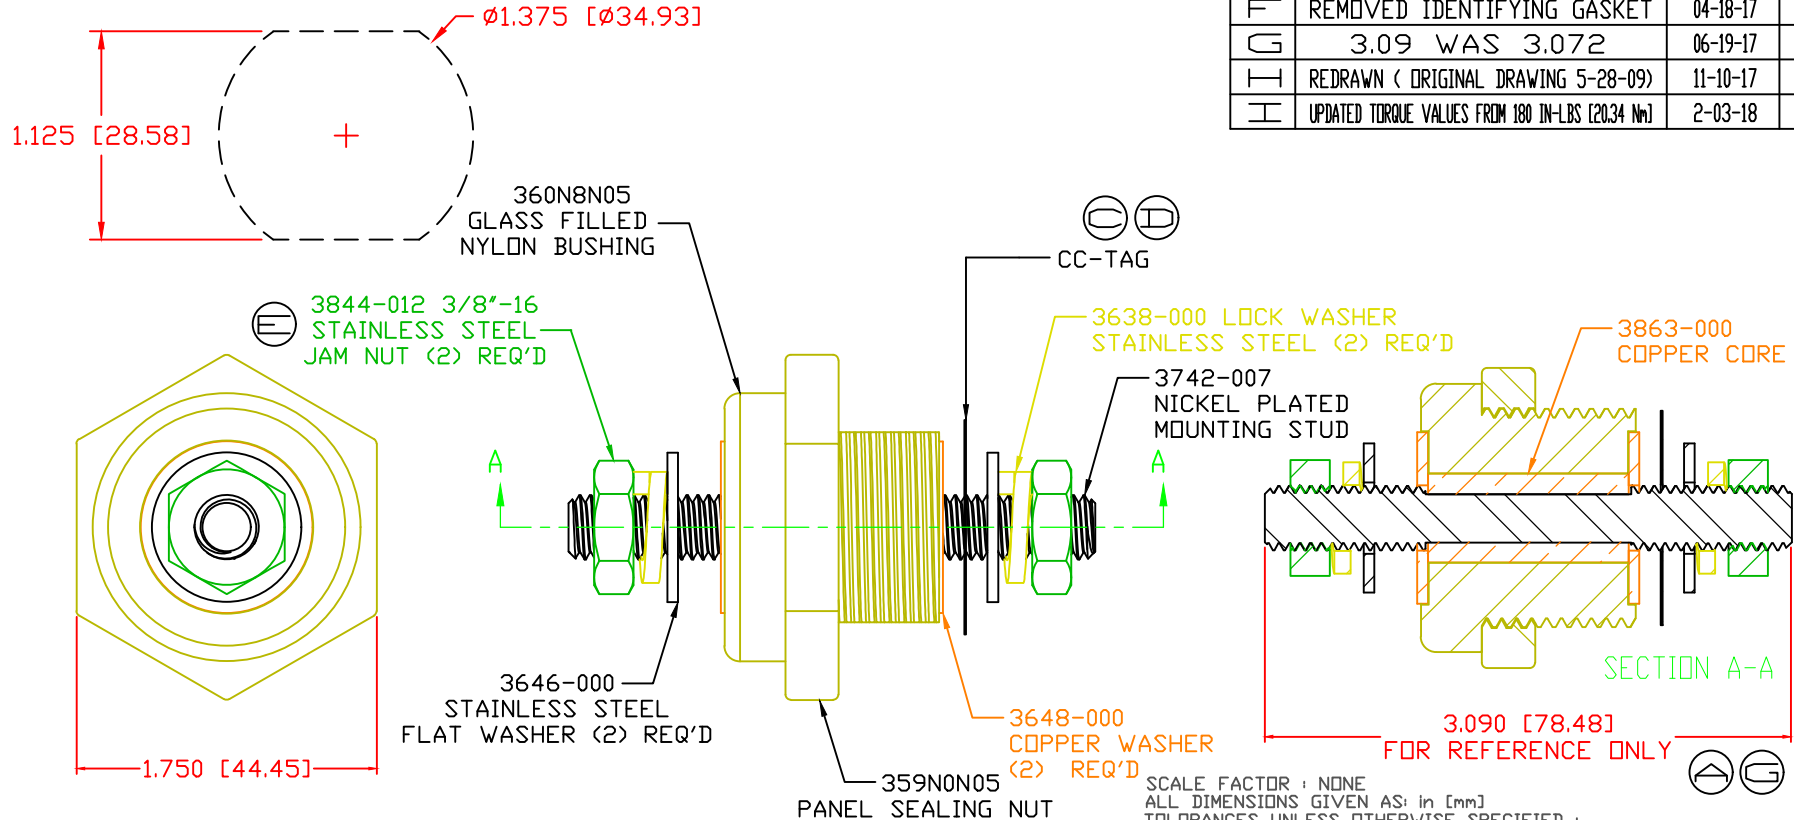 Ø1.375 [Ø34.93]
1.125 [28.58]
F REMOVED IDENTIFYING GASKET 04-18-17
G 3.09 WAS 3.072 06-19-17
H REDRAWN ( ORIGINAL DRAWING 5-28-09) 11-10-17
I UPDATED TORQUE VALUES FROM 180 IN-LBS [20.34 Nm] 2-03-18
360N8N05
GLASS FILLED
NYLON BUSHING
C D
CC-TAG
E
3844-012 3/8"-16
STAINLESS STEEL
JAM NUT (2) REQ'D
3638-000 LOCK WASHER
STAINLESS STEEL (2) REQ'D
3863-000
COPPER CORE
3742-007
NICKEL PLATED
MOUNTING STUD
A
A
SECTION A-A
3646-000
STAINLESS STEEL
FLAT WASHER (2) REQ'D
3648-000
COPPER WASHER
(2) REQ'D
3.090 [78.48]
FOR REFERENCE ONLY
A G
1.750 [44.45]
359N0N05
PANEL SEALING NUT
SCALE FACTOR : NONE
ALL DIMENSIONS GIVEN AS: in [mm]
TOLORANCES UNLESS OTHERWISE SPECIFIED :